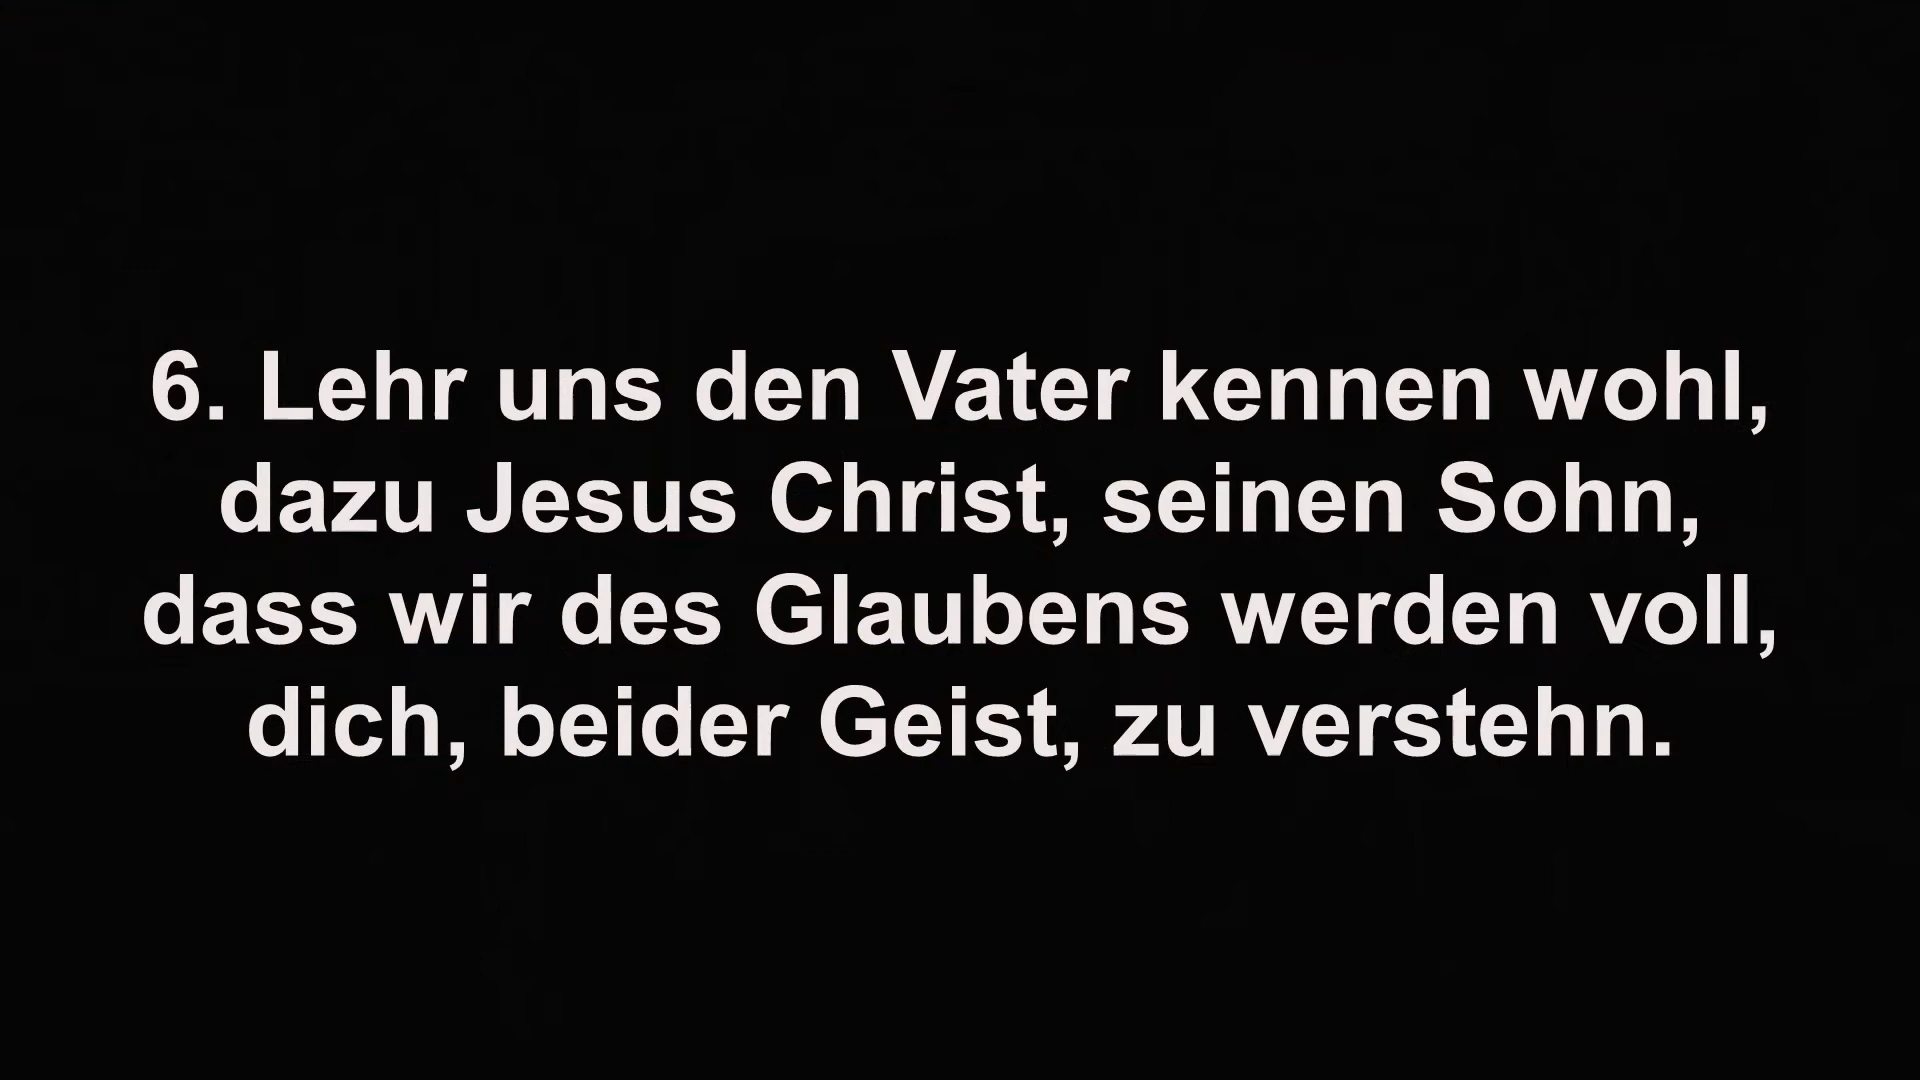 6. Lehr uns den Vater kennen wohl,
dazu Jesus Christ, seinen Sohn,
dass wir des Glaubens werden voll,
dich, beider Geist, zu verstehn.